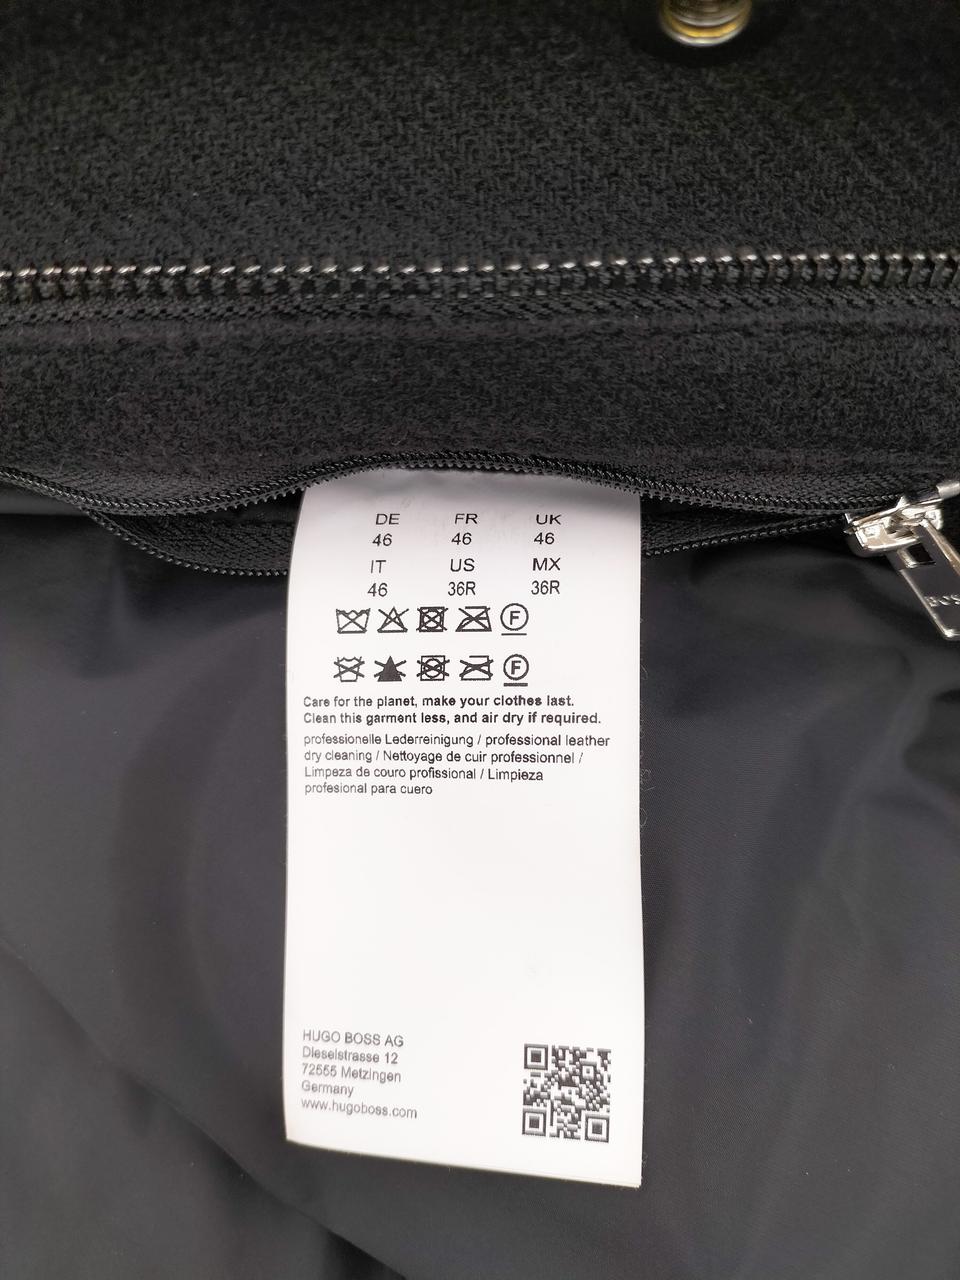 DE FR UK
46 46 46
IT US MX
46 36R 36R
F
F
Care for the planet, make your clothes last.
Clean this garment less, and air dry if required.
professionelle Lederreinigung / professional leather
dry cleaning / Nettoyage de cuir professionnel /
Limpeza de couro profissional / Limpieza
profesional para cuero
HUGO BOSS AG
Dieselstrasse 12
72555 Metzingen
Germany
www.hugoboss.com
BOS